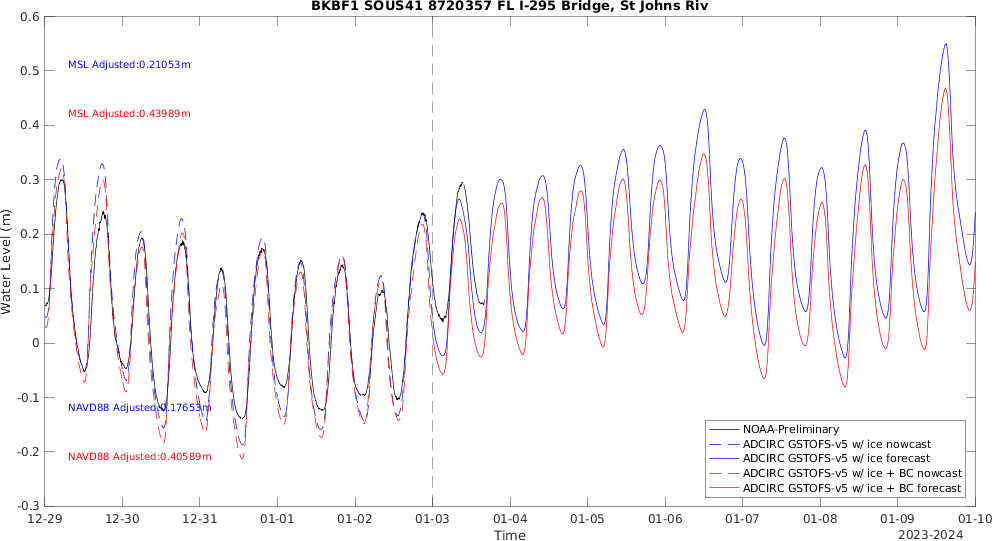 BKBF1 SOUS41 8720357 FL I-295 Bridge, St Johns Riv
0.6
0.5
0.4
0.3
0.2
0.1
0
-0.1
-0.2
-0.3
Water Level (m)
MSL Adjusted:0.21053m
MSL Adjusted:0.43989m
NAVD88 Adjusted:0.17653m
NAVD88 Adjusted:0.40589m
NOAA-Preliminary
ADCIRC GSTOFS-v5 w/ ice nowcast
ADCIRC GSTOFS-v5 w/ ice forecast
ADCIRC GSTOFS-v5 w/ ice + BC nowcast
ADCIRC GSTOFS-v5 w/ ice + BC forecast
12-29 12-30 12-31 01-01 01-02 01-03 01-04 01-05 01-06 01-07 01-08 01-09 01-10
Time
2023-2024